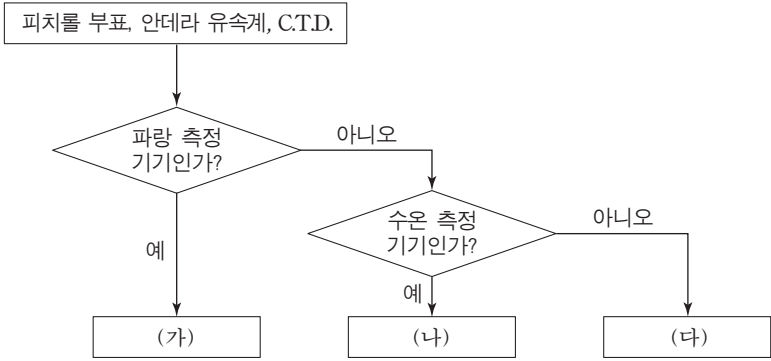 피치롤 부표, 안데라 유속계, C.T.D.
파랑 측정
기기인가?
아니오
수온 측정
기기인가?
아니오
예
예
(가)
(나)
(다)